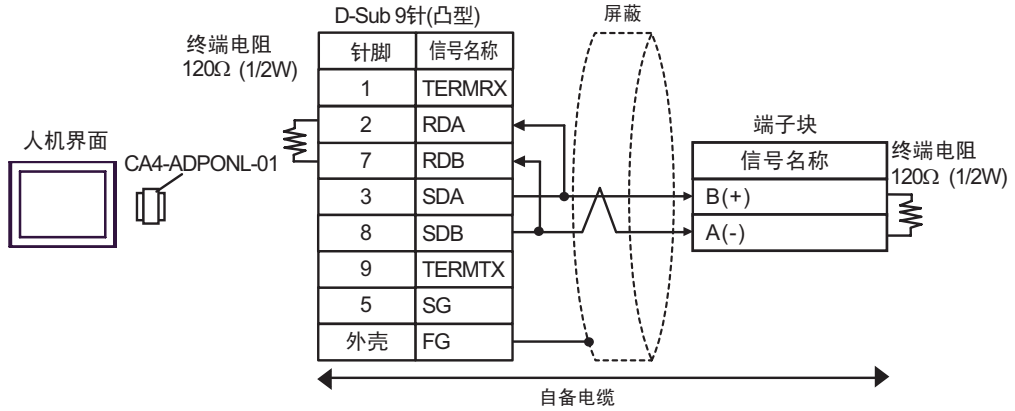 D-Sub 9针(凸型)
屏蔽
终端电阻
120Ω (1/2W)
针脚 信号名称
1 TERMRX
2 RDA
7 RDB
3 SDA
8 SDB
9 TERMTX
5 SG
外壳 FG
人机界面
CA4-ADPONL-01
端子块
信号名称
B(+)
A(-)
终端电阻
120Ω (1/2W)
自备电缆